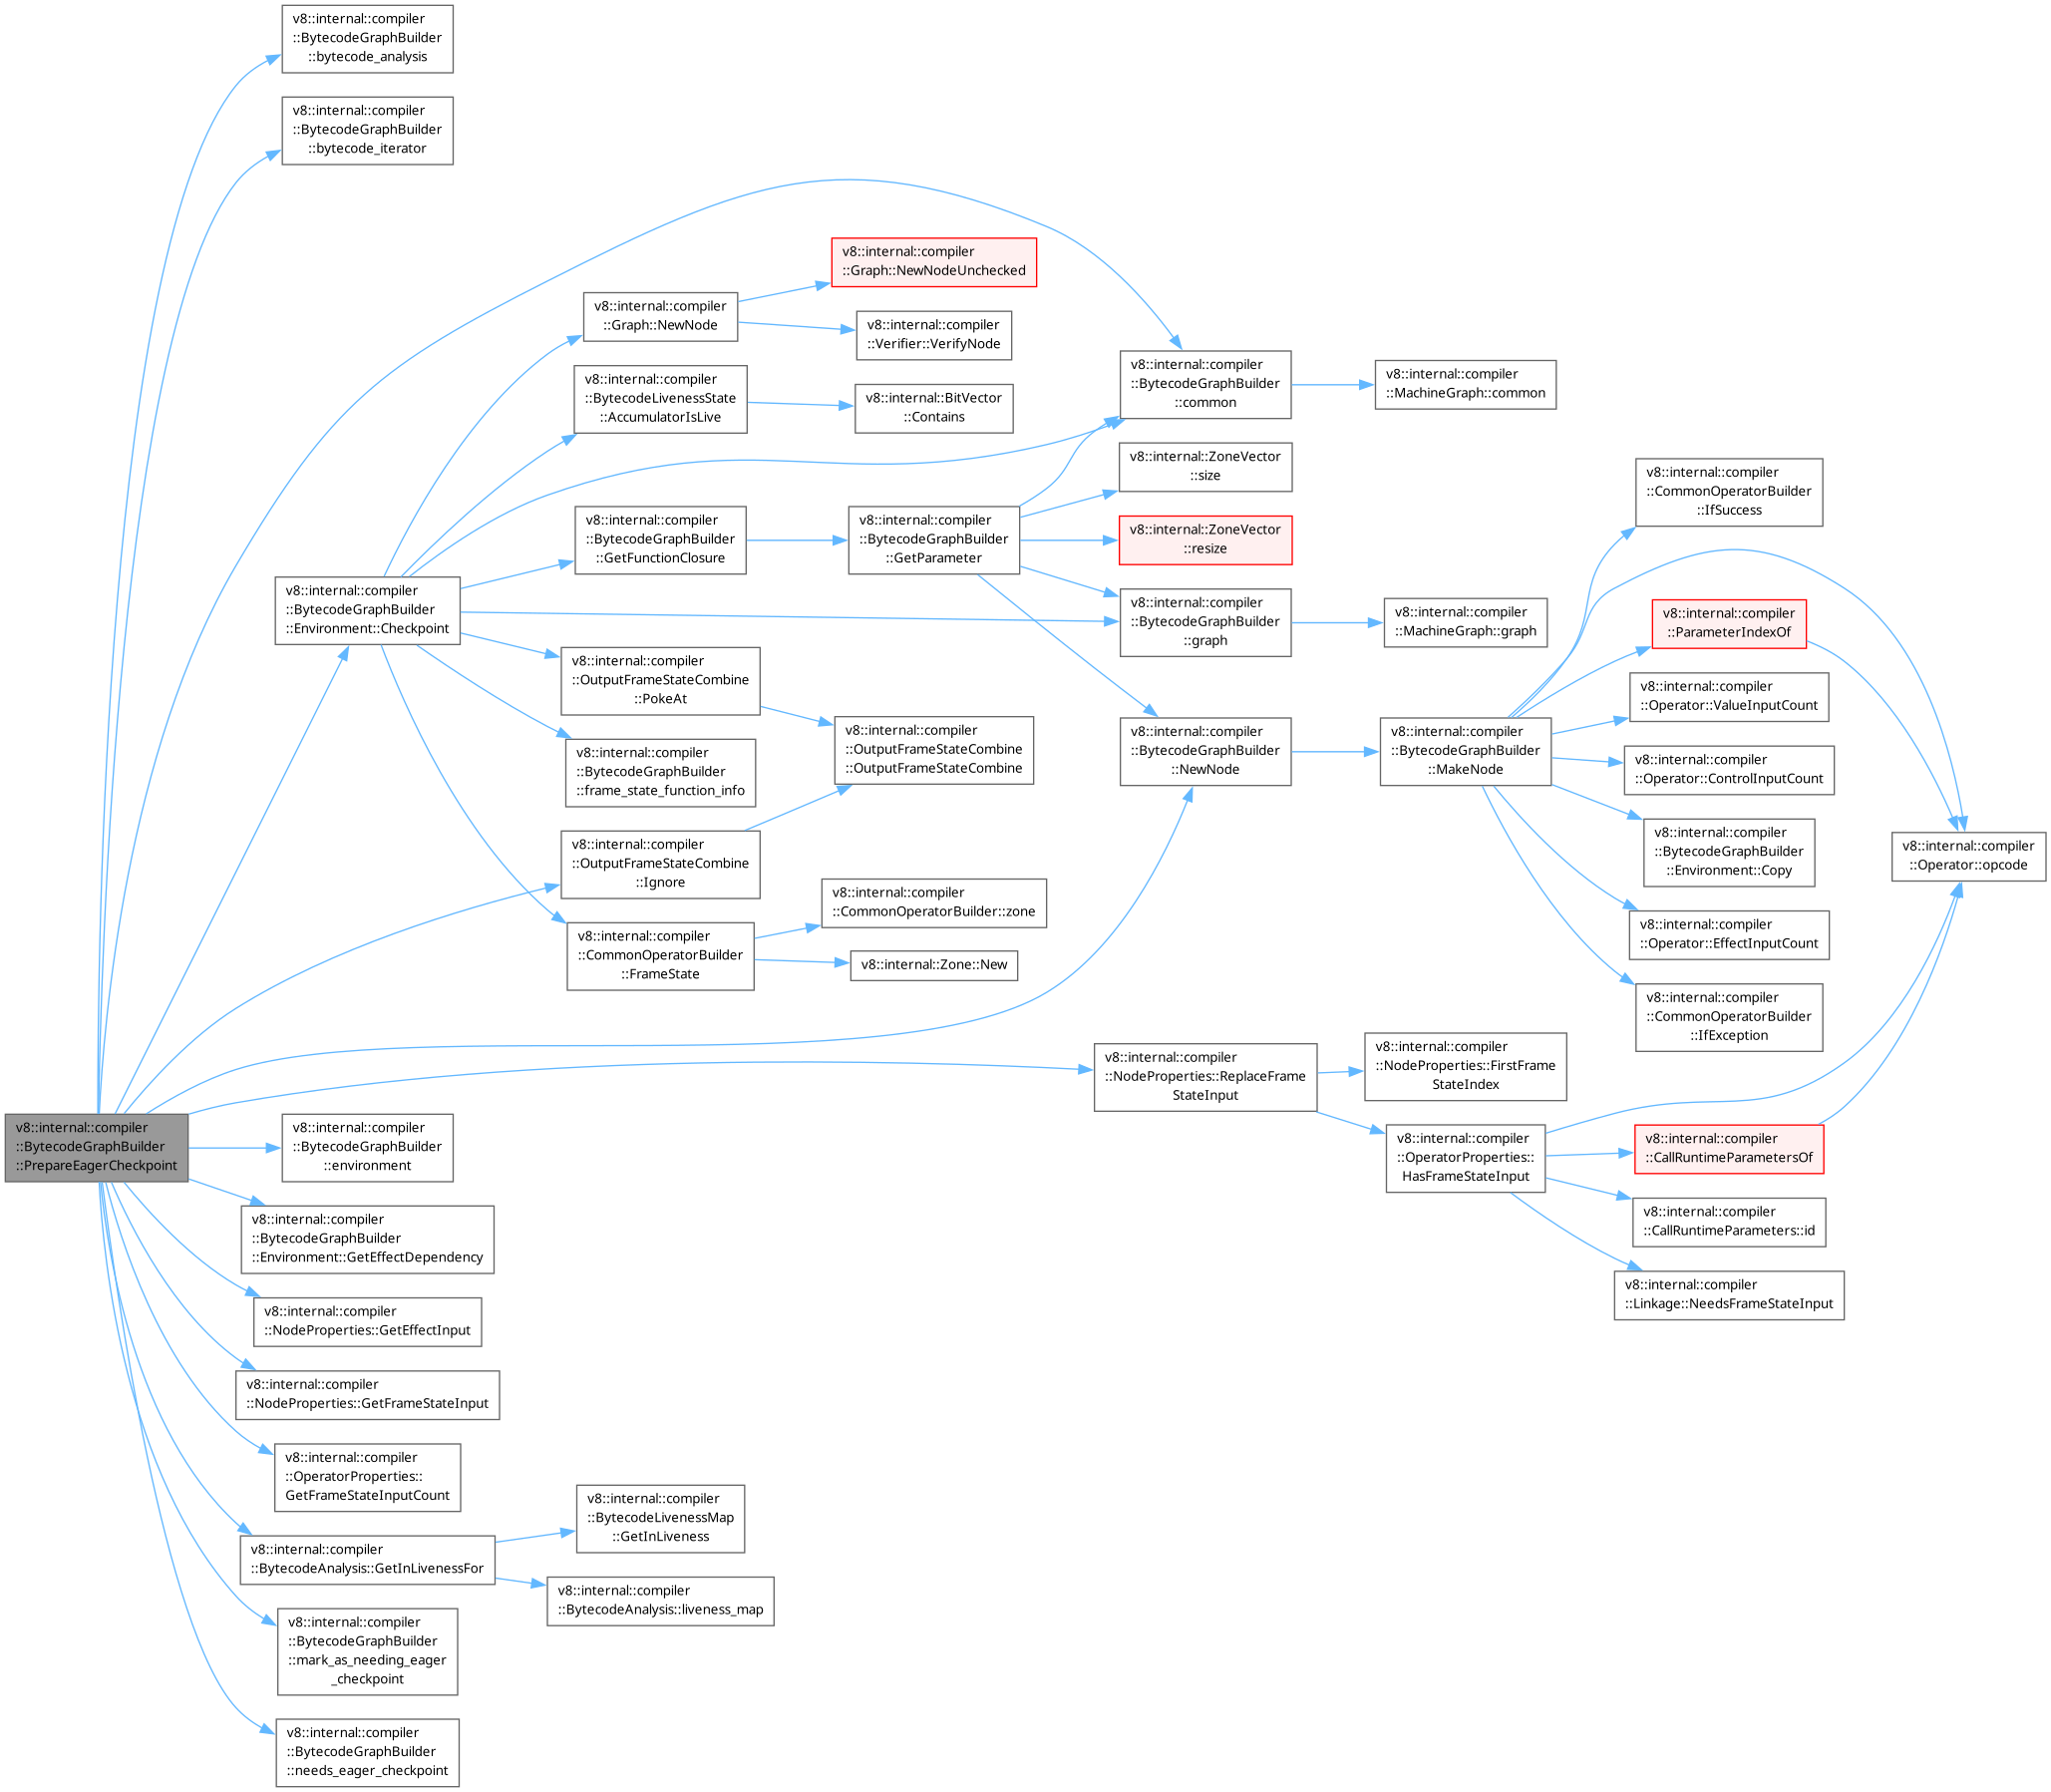 v8::internal::compiler
::BytecodeGraphBuilder
::bytecode_analysis
v8::internal::compiler
::BytecodeGraphBuilder
::bytecode_iterator
v8::internal::compiler
::Graph::NewNodeUnchecked
v8::internal::compiler
::Graph::NewNode
v8::internal::compiler
::Verifier::VerifyNode
v8::internal::compiler
::BytecodeGraphBuilder
::common
v8::internal::compiler
::MachineGraph::common
v8::internal::compiler
::BytecodeLivenessState
::AccumulatorIsLive
v8::internal::BitVector
::Contains
v8::internal::ZoneVector
::size
v8::internal::compiler
::CommonOperatorBuilder
::IfSuccess
v8::internal::compiler
::BytecodeGraphBuilder
::GetFunctionClosure
v8::internal::compiler
::BytecodeGraphBuilder
::GetParameter
v8::internal::ZoneVector
::resize
v8::internal::compiler
::BytecodeGraphBuilder
::Environment::Checkpoint
v8::internal::compiler
::BytecodeGraphBuilder
::graph
v8::internal::compiler
::MachineGraph::graph
v8::internal::compiler
::ParameterIndexOf
v8::internal::compiler
::OutputFrameStateCombine
::PokeAt
v8::internal::compiler
::Operator::ValueInputCount
v8::internal::compiler
::OutputFrameStateCombine
::OutputFrameStateCombine
v8::internal::compiler
::BytecodeGraphBuilder
::NewNode
v8::internal::compiler
::BytecodeGraphBuilder
::MakeNode
v8::internal::compiler
::Operator::ControlInputCount
v8::internal::compiler
::BytecodeGraphBuilder
::frame_state_function_info
v8::internal::compiler
::BytecodeGraphBuilder
::Environment::Copy
v8::internal::compiler
::Operator::opcode
v8::internal::compiler
::OutputFrameStateCombine
::Ignore
v8::internal::compiler
::CommonOperatorBuilder::zone
v8::internal::compiler
::Operator::EffectInputCount
v8::internal::compiler
::CommonOperatorBuilder
::FrameState
v8::internal::Zone::New
v8::internal::compiler
::CommonOperatorBuilder
::IfException
v8::internal::compiler
::NodeProperties::ReplaceFrame
StateInput
v8::internal::compiler
::NodeProperties::FirstFrame
StateIndex
v8::internal::compiler
::BytecodeGraphBuilder
::PrepareEagerCheckpoint
v8::internal::compiler
::BytecodeGraphBuilder
::environment
v8::internal::compiler
::OperatorProperties::
HasFrameStateInput
v8::internal::compiler
::CallRuntimeParametersOf
v8::internal::compiler
::CallRuntimeParameters::id
v8::internal::compiler
::BytecodeGraphBuilder
::Environment::GetEffectDependency
v8::internal::compiler
::Linkage::NeedsFrameStateInput
v8::internal::compiler
::NodeProperties::GetEffectInput
v8::internal::compiler
::NodeProperties::GetFrameStateInput
v8::internal::compiler
::OperatorProperties::
GetFrameStateInputCount
v8::internal::compiler
::BytecodeLivenessMap
::GetInLiveness
v8::internal::compiler
::BytecodeAnalysis::GetInLivenessFor
v8::internal::compiler
::BytecodeAnalysis::liveness_map
v8::internal::compiler
::BytecodeGraphBuilder
::mark_as_needing_eager
_checkpoint
v8::internal::compiler
::BytecodeGraphBuilder
::needs_eager_checkpoint